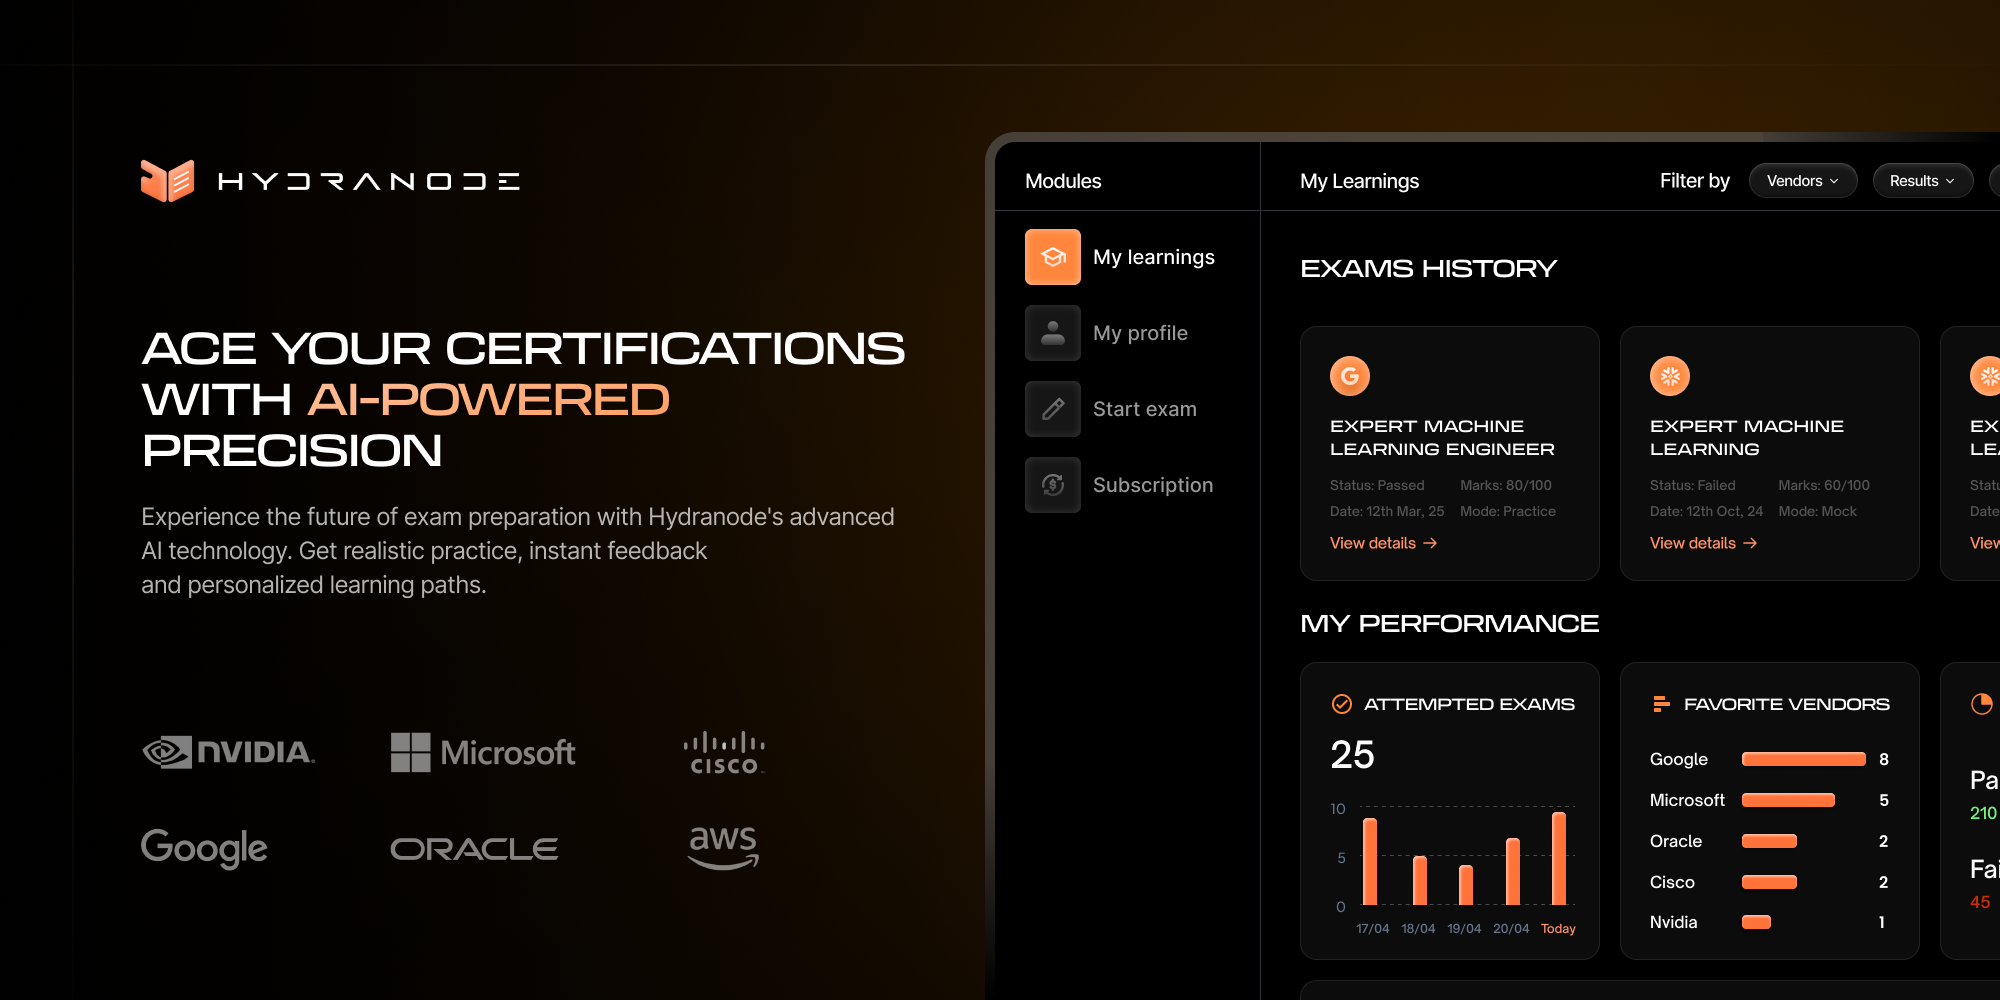 HYDRANODE
ACE YOUR CERTIFICATIONS
WITH AI-POWERED
PRECISION
Experience the future of exam preparation with Hydranode's advanced
AI technology. Get realistic practice, instant feedback
and personalized learning paths.
NVIDIA.
Microsoft
CISCO
Google
ORACLE
aws
Modules
My learnings
My profile
Start exam
Subscription
My Learnings
Filter by
Vendors
Results
EXAMS HISTORY
EXPERT MACHINE
LEARNING ENGINEER
Status: Passed
Marks: 80/100
Date: 12th Mar, 25
Mode: Practice
View details →
EXPERT MACHINE
LEARNING
Status: Failed
Marks: 60/100
Date: 12th Oct, 24
Mode: Mock
View details →
EX
LE
Stat
Date
View
MY PERFORMANCE
ATTEMPTED EXAMS
25
10
5
0
17/04 18/04 19/04 20/04 Today
FAVORITE VENDORS
Google 8
Microsoft 5
Oracle 2
Cisco 2
Nvidia 1
Pa
210
Fai
45